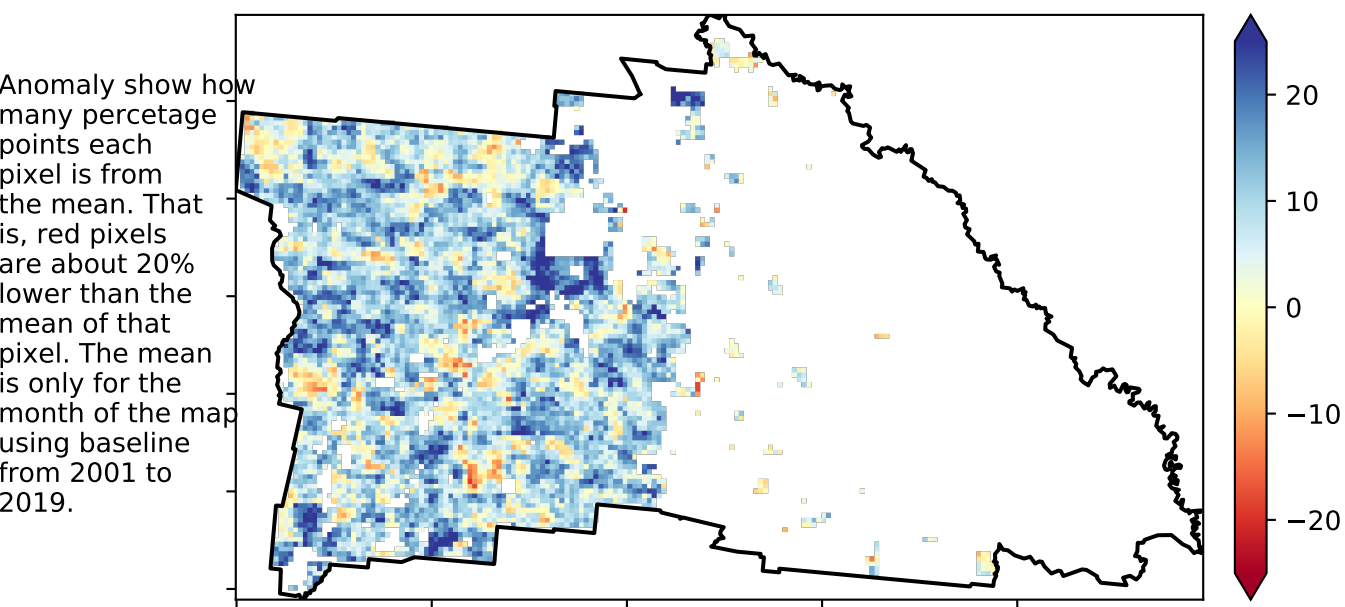 Anomaly show how
many percetage
points each
pixel is from
the mean. That
is, red pixels
are about 20%
lower than the
mean of that
pixel. The mean
is only for the
month of the map
using baseline
from 2001 to
2019.
20
10
0
−10
−20